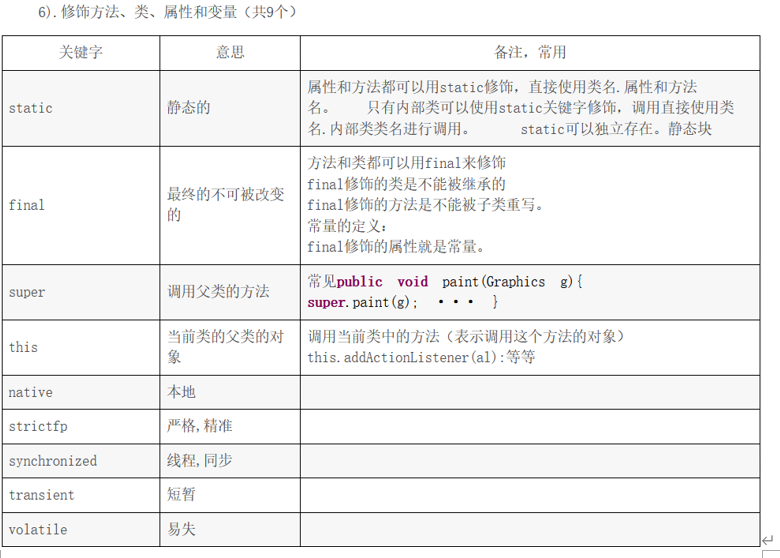 6).修饰方法、类、属性和变量（共9个）
关键字
意思
备注，常用
static
静态的
属性和方法都可以用static修饰，直接使用类名.属性和方法
名。 只有内部类可以使用static关键字修饰，调用直接使用类
名.内部类类名进行调用。 static可以独立存在。静态块
final
最终的不可被改变
的
方法和类都可以用final来修饰
final修饰的类是不能被继承的
final修饰的方法是不能被子类重写。
常量的定义：
final修饰的属性就是常量。
super
调用父类的方法
常见public void paint(Graphics g){
super.paint(g); ··· }
this
当前类的父类的对
象
调用当前类中的方法（表示调用这个方法的对象）
this.addActionListener(al):等等
native
本地
strictfp
严格,精准
synchronized
线程,同步
transient
短暂
volatile
易失